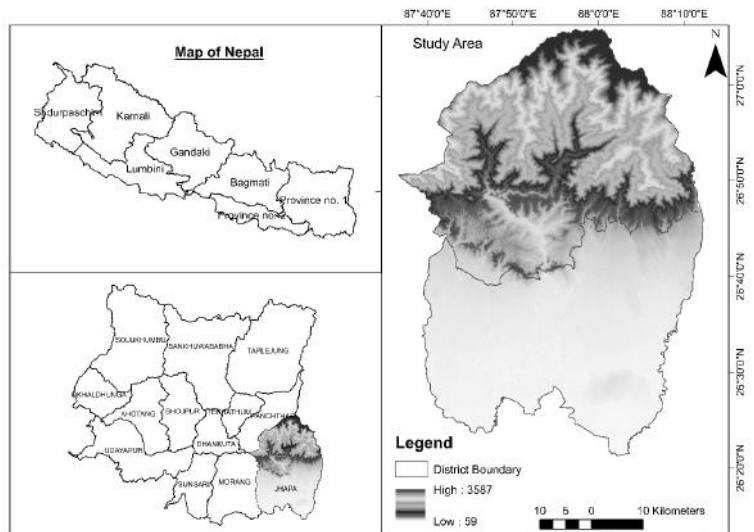 Map of Nepal
Sudurpaschim
Karnali
Gandaki
Lumbini
Bagmati
Province no. 1
Province no. 2
SOLUKHUMBU
SANKHUWASABHA
TAPLEJUNG
OKHALDHUNGA
KHOTANG
BHOJPUR
TERHATHUM
PANCHTHAR
DHANKUTA
UDAYAPUR
SUNSARI
MORANG
JHAPA
87°40'0"E 87°50'0"E 88°0'0"E 88°10'0"E
Study Area
N
27°0'0"N
26°50'0"N
26°40'0"N
26°30'0"N
26°20'0"N
Legend
District Boundary
High : 3587
Low : 59
10 5 0 10 Kilometers